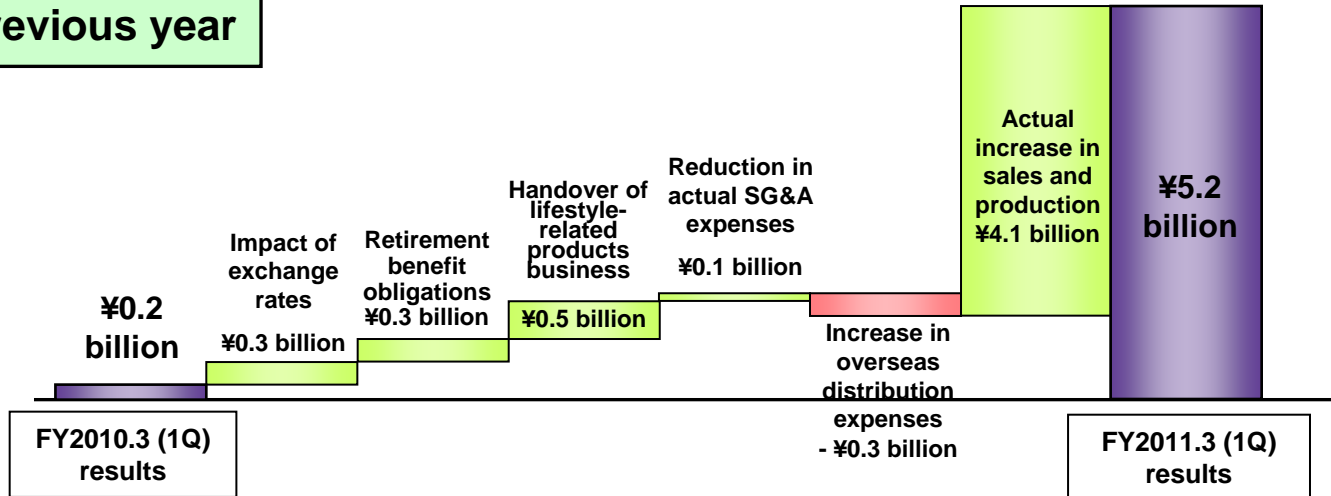 evious year
¥0.2
billion
FY2010.3 (1Q)
results
Impact of
exchange
rates
¥0.3 billion
Retirement
benefit
obligations
¥0.3 billion
Handover of
lifestyle-
related
products
business
¥0.5 billion
Reduction in
actual SG&A
expenses
¥0.1 billion
Increase in
overseas
distribution
expenses
- ¥0.3 billion
Actual
increase in
sales and
production
¥4.1 billion
¥5.2
billion
FY2011.3 (1Q)
results